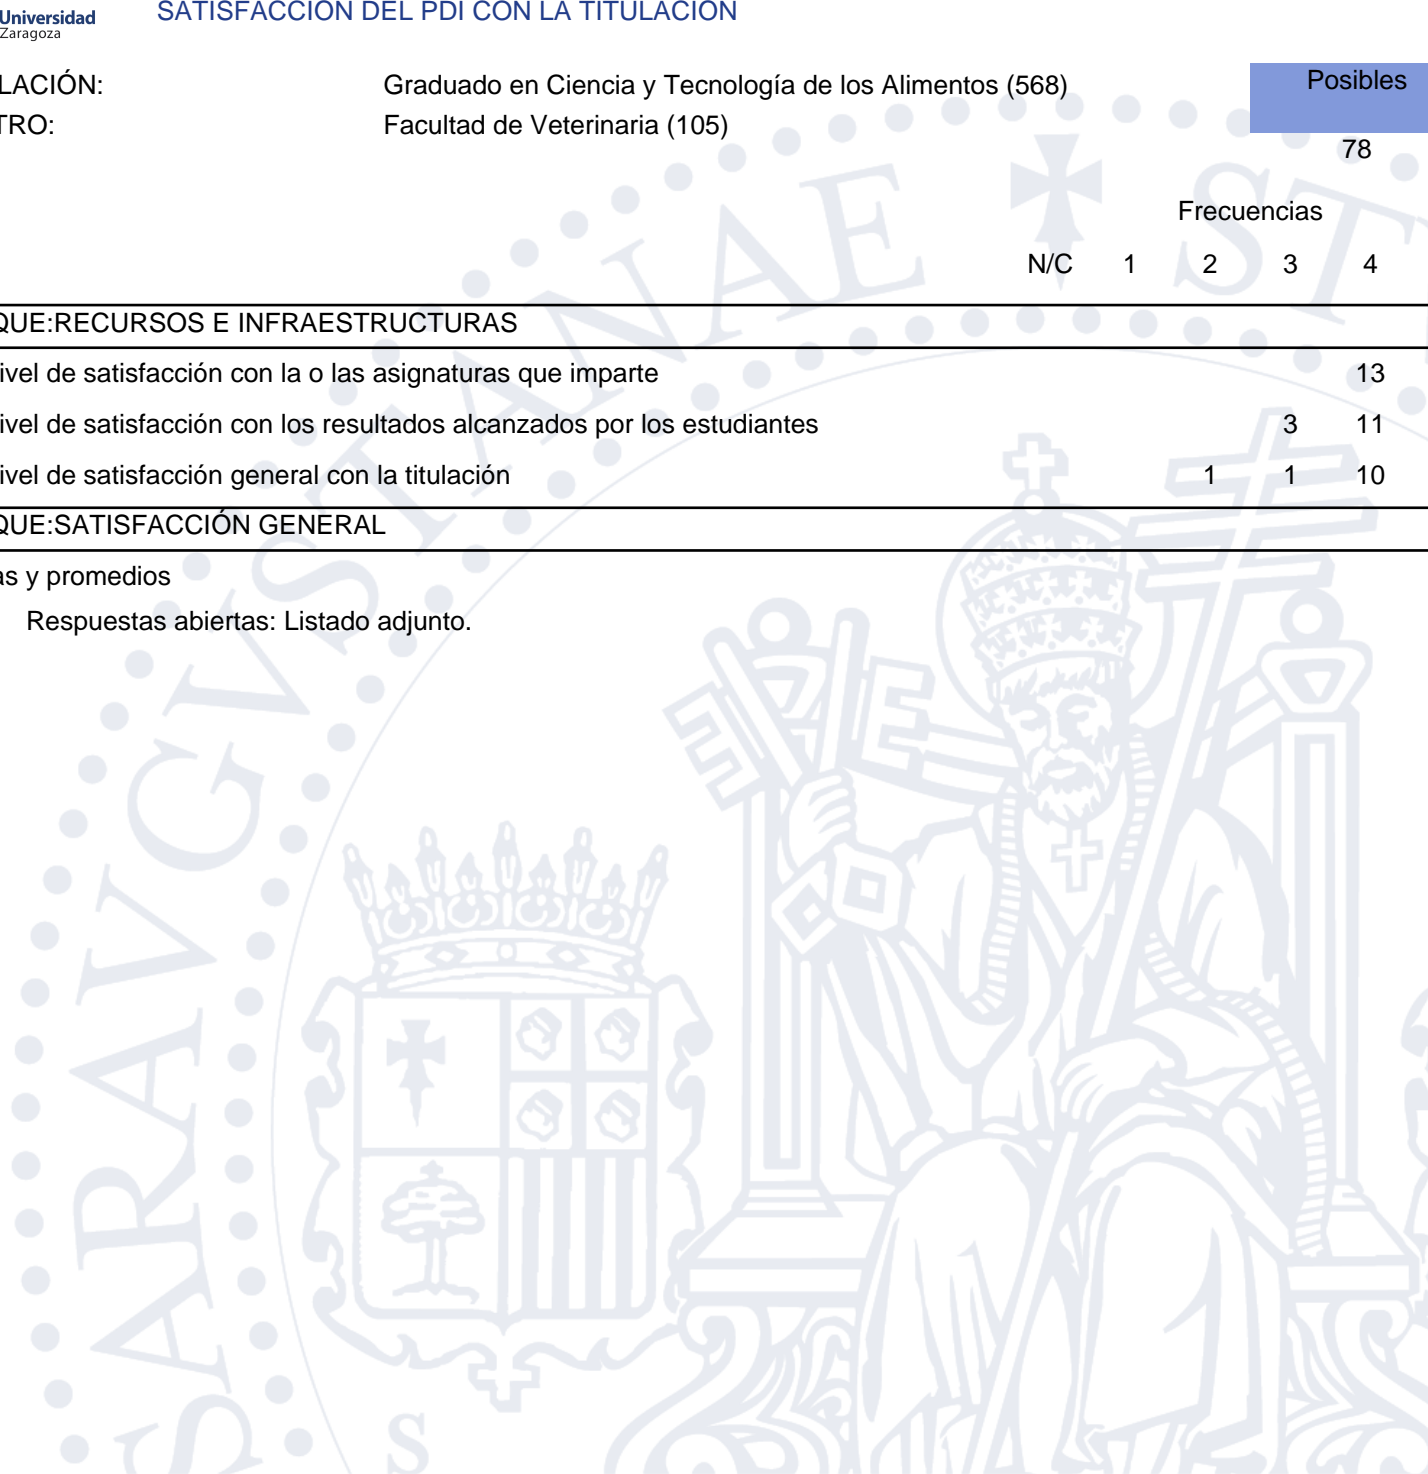 SATISFACCIÓN DEL PDI CON LA TITULACIÓN
Universidad
Zaragoza
LACIÓN: Graduado en Ciencia y Tecnología de los Alimentos (568) Posibles
TRO: Facultad de Veterinaria (105)
78
Frecuencias
N/C 1 2 3 4
QUE:RECURSOS E INFRAESTRUCTURAS
ivel de satisfacción con la o las asignaturas que imparte 13
ivel de satisfacción con los resultados alcanzados por los estudiantes 3 11
ivel de satisfacción general con la titulación 1 1 10
QUE:SATISFACCIÓN GENERAL
as y promedios
Respuestas abiertas: Listado adjunto.
SARAVGVSTANAE ST
S